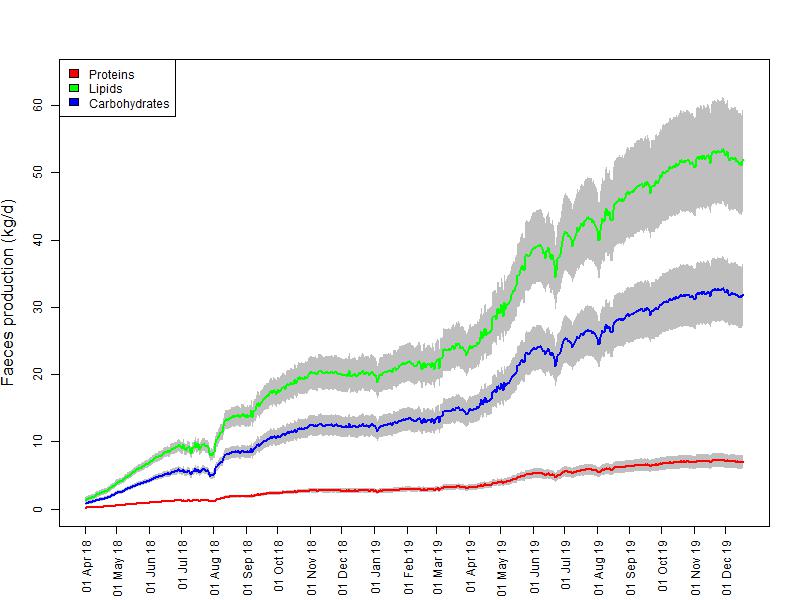 Proteins
Lipids
Carbohydrates
Faeces production (kg/d)
60
50
40
30
20
10
0
01 Apr 18
01 May 18
01 Jun 18
01 Jul 18
01 Aug 18
01 Sep 18
01 Oct 18
01 Nov 18
01 Dec 18
01 Jan 19
01 Feb 19
01 Mar 19
01 Apr 19
01 May 19
01 Jun 19
01 Jul 19
01 Aug 19
01 Sep 19
01 Oct 19
01 Nov 19
01 Dec 19